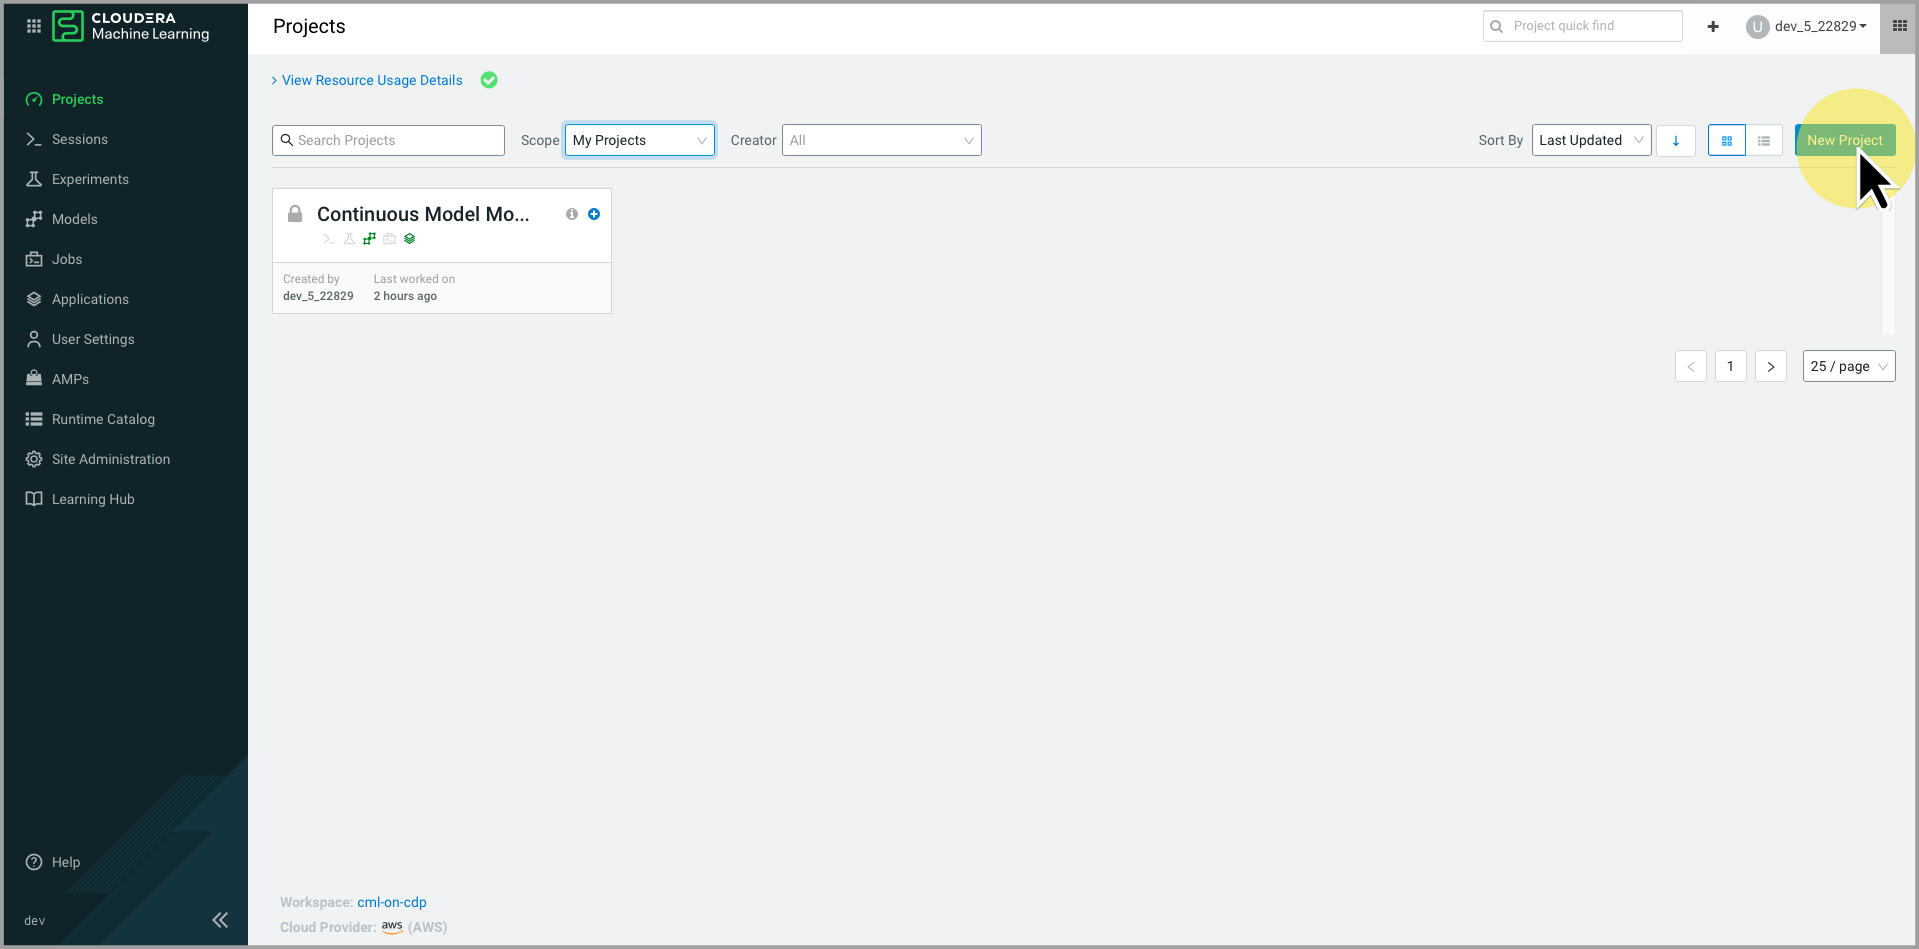 CLOUDERA
Machine Learning
Projects
Project quick find
U
dev_5_22829
Projects
Sessions
Experiments
Models
Jobs
Applications
User Settings
AMPs
Runtime Catalog
Site Administration
Learning Hub
Help
dev
View Resource Usage Details
Search Projects
Scope
My Projects
Creator
All
Sort By
Last Updated
New Project
Continuous Model Mo...
Created by
dev_5_22829
Last worked on
2 hours ago
1
25 / page
Workspace: cml-on-cdp
Cloud Provider: aws (AWS)